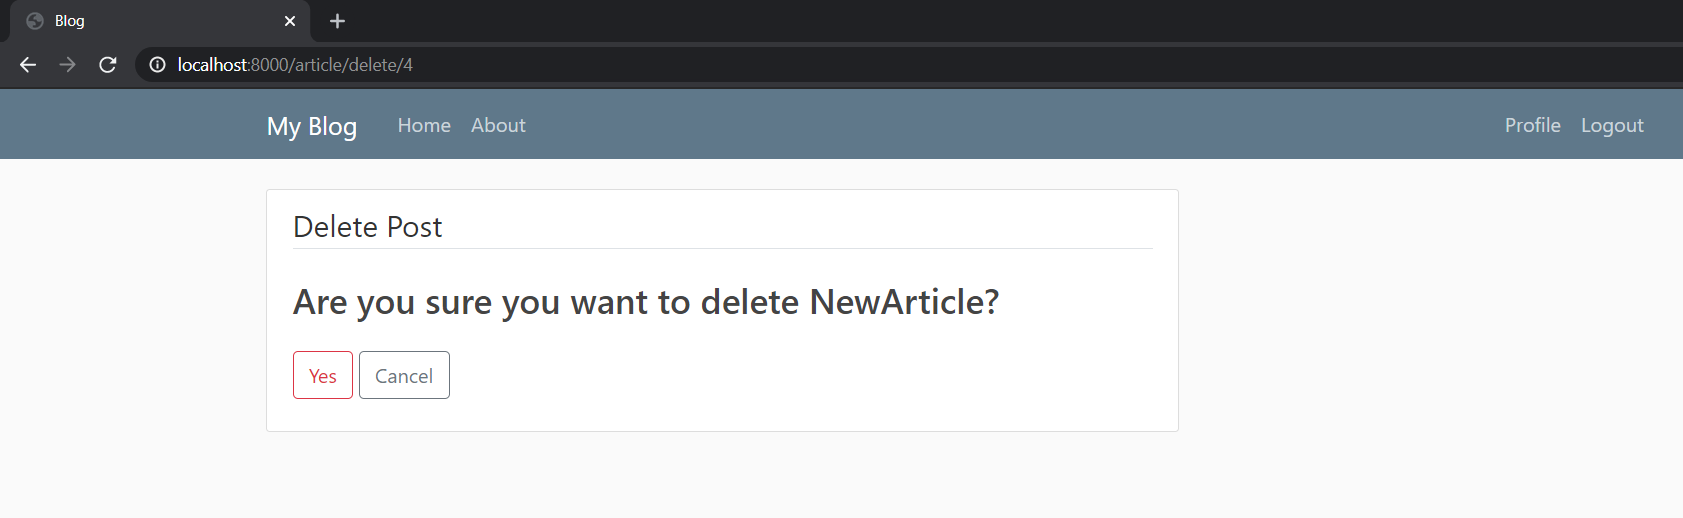 Blog
localhost:8000/article/delete/4
My Blog Home About Profile Logout
Delete Post
Are you sure you want to delete NewArticle?
Yes Cancel